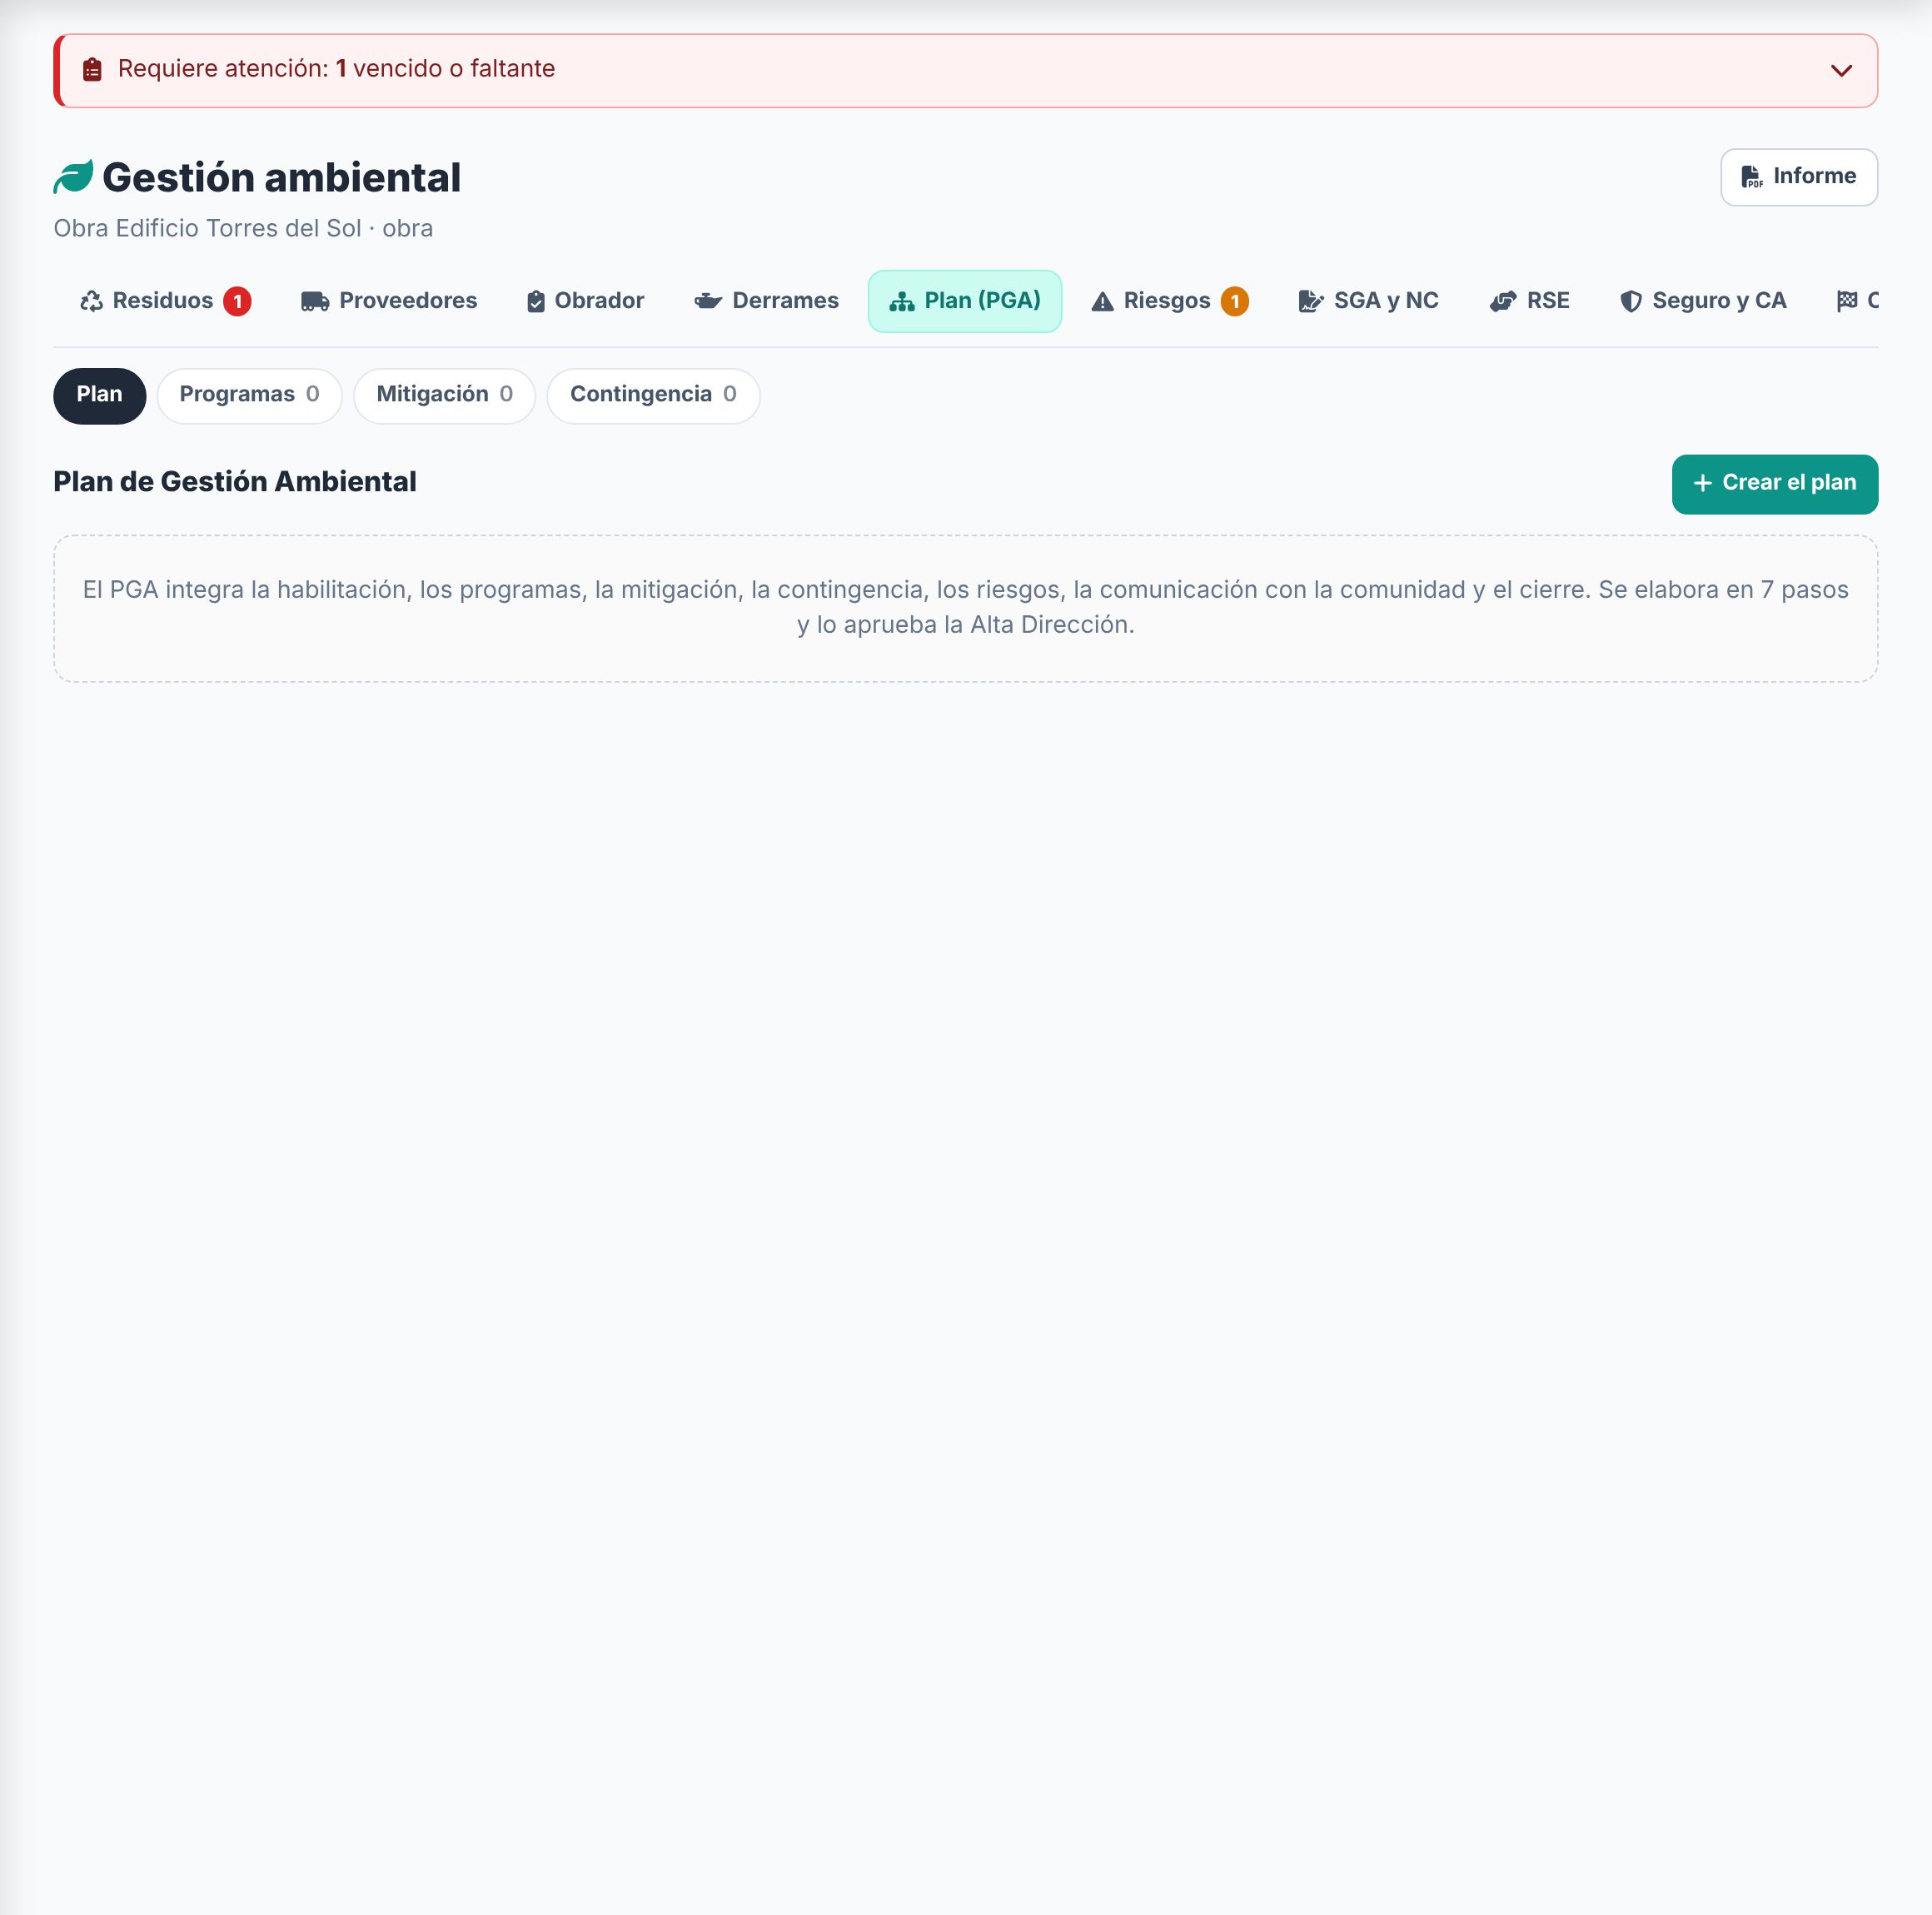 Requiere atención: 1 vencido o faltante
Gestión ambiental
Informe
Obra Edificio Torres del Sol · obra
Residuos 1 Proveedores Obrador Derrames Plan (PGA) Riesgos 1 SGA y NC RSE Seguro y CA
Plan Programas 0 Mitigación 0 Contingencia 0
Plan de Gestión Ambiental
+ Crear el plan
El PGA integra la habilitación, los programas, la mitigación, la contingencia, los riesgos, la comunicación con la comunidad y el cierre. Se elabora en 7 pasos
y lo aprueba la Alta Dirección.